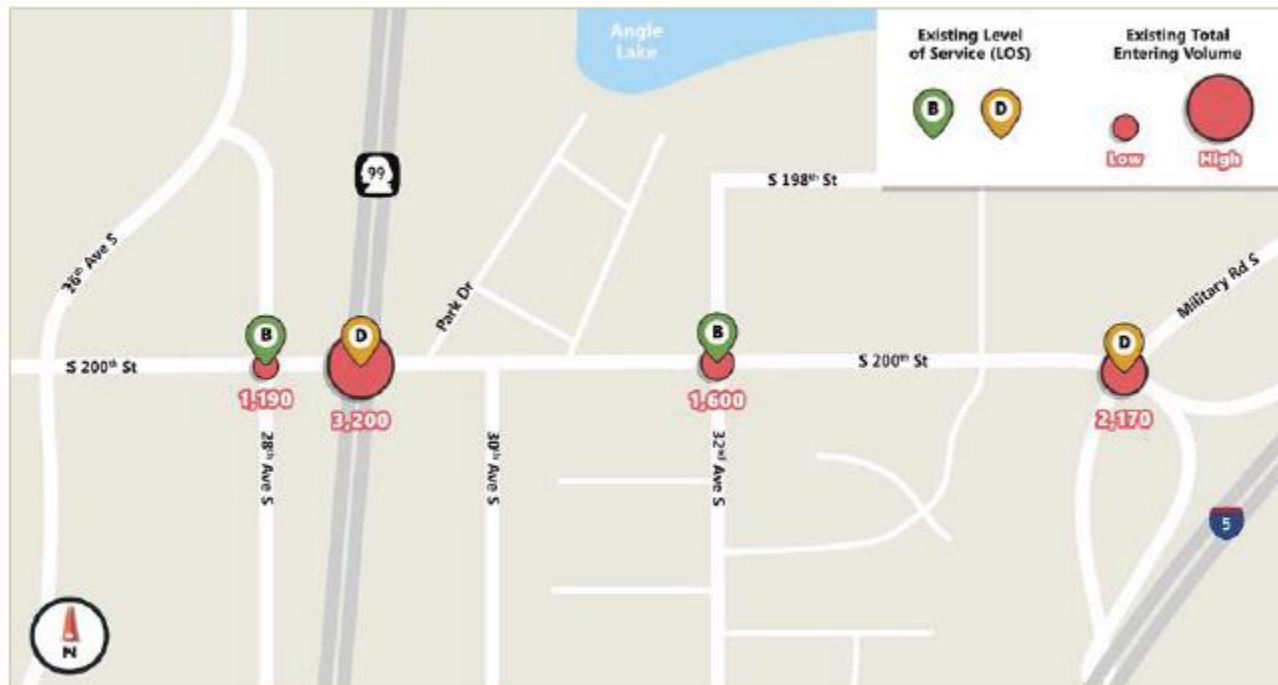 Angle
Lake
Existing Level
of Service (LOS)
B
D
Existing Total
Entering Volume
Low
High
99
S 198th St
26th Ave S
Park Dr
Military Rd S
B
D
B
D
S 200th St
S 200th St
1,190
3,200
1,600
2,170
28th Ave S
30th Ave S
32nd Ave S
5
N